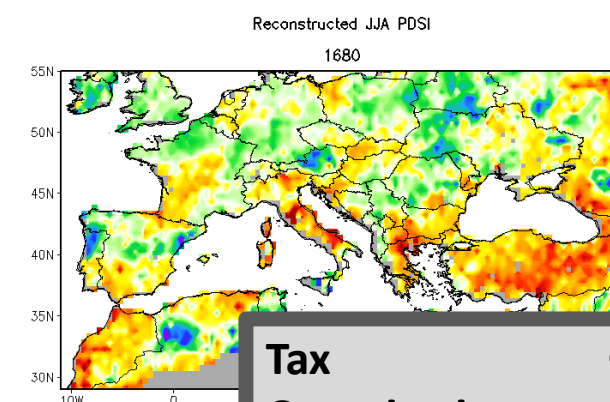 Reconstructed JJA PDSI
1680
55N
50N
45N
40N
35N
30N
10W
0
Tax